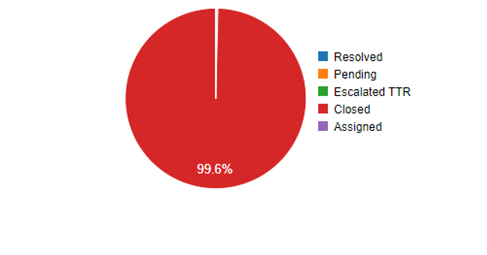 Resolved
Pending
Escalated TTR
Closed
Assigned
99.6%